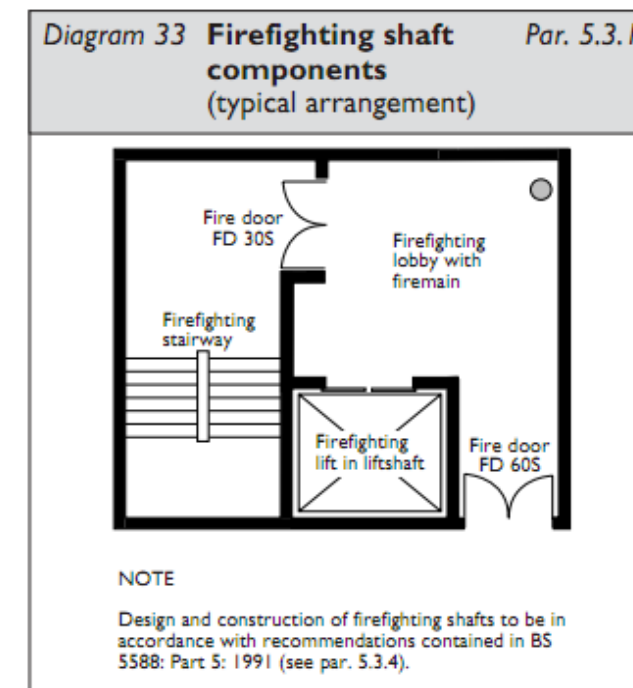 Diagram 33 Firefighting shaft Par. 5.3.1
components
(typical arrangement)
Fire door
FD 30S
Firefighting
lobby with
firemain
Firefighting
stairway
Firefighting
lift in liftshaft
Fire door
FD 60S
NOTE
Design and construction of firefighting shafts to be in
accordance with recommendations contained in BS
5588: Part 5: 1991 (see par. 5.3.4).